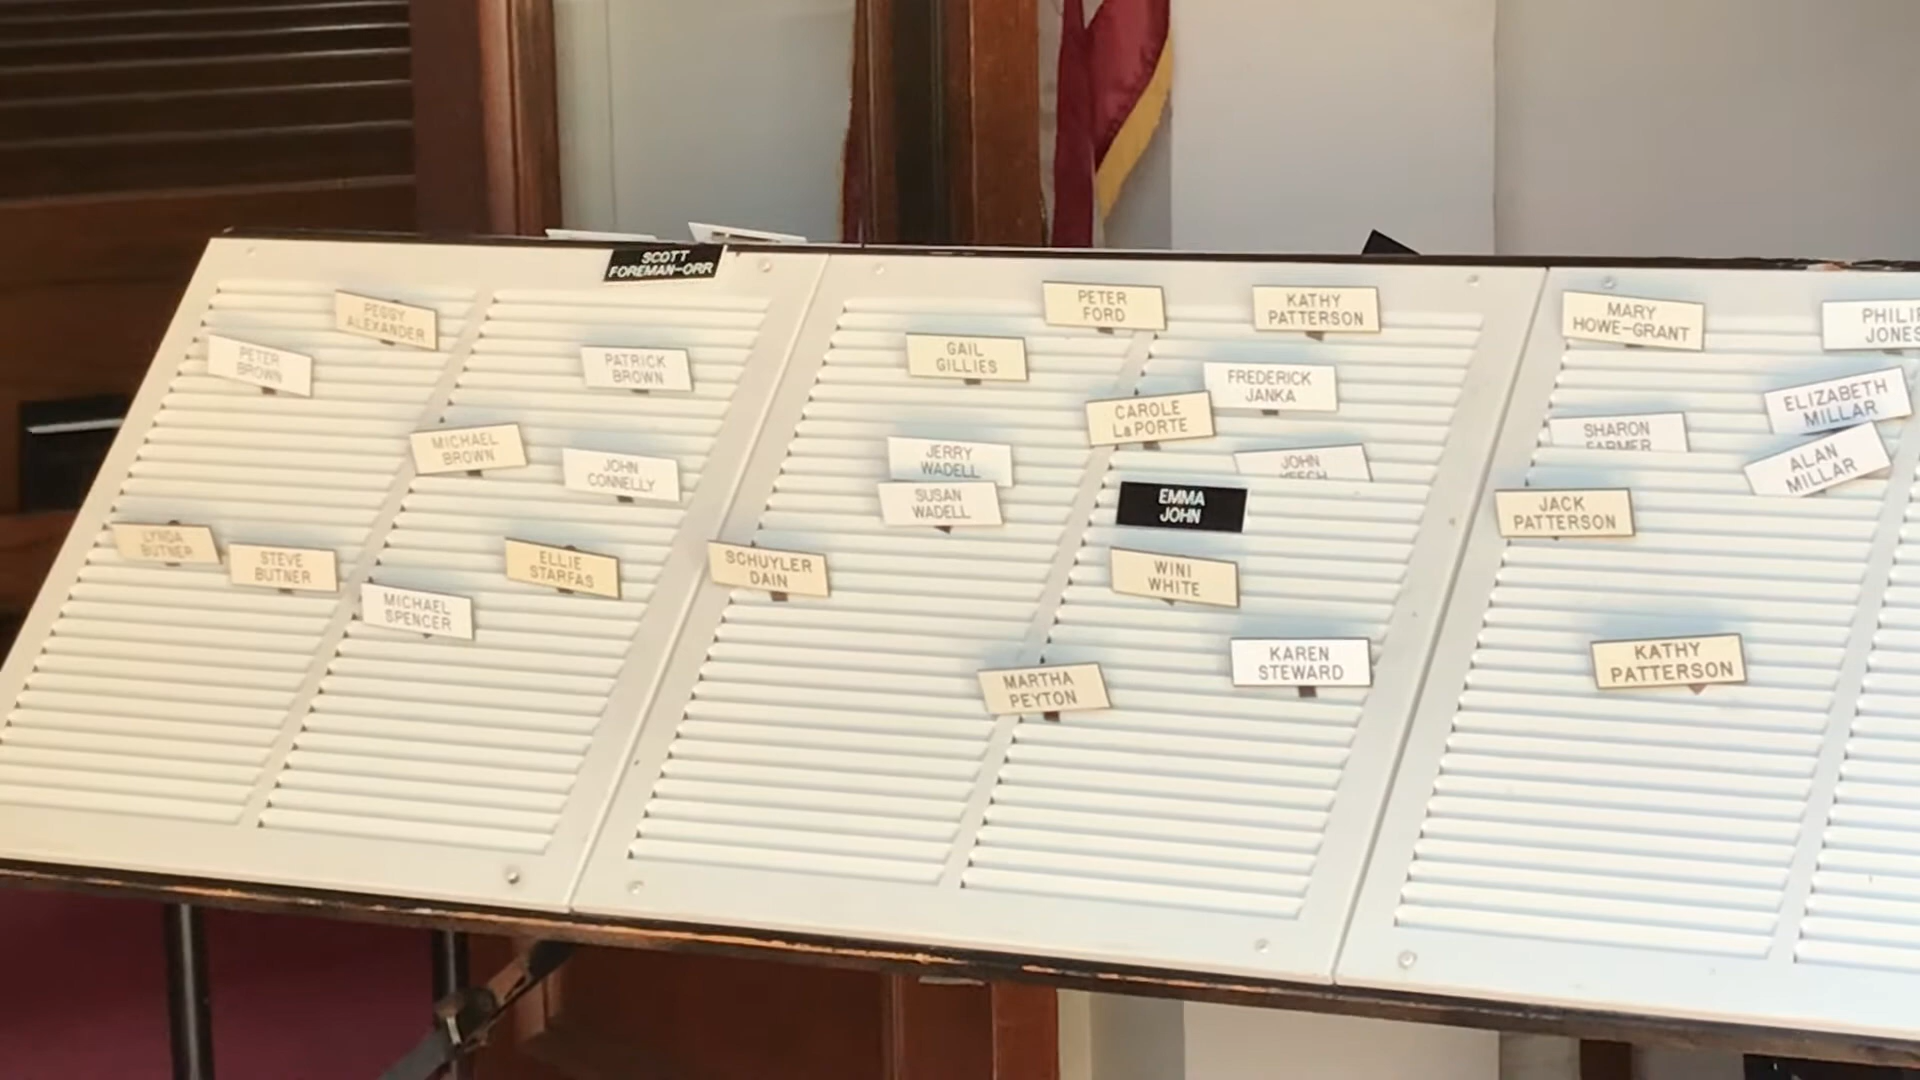 SCOTT
FOREMAN-ORR
PEGGY
ALEXANDER
PETER
BROWN
PATRICK
BROWN
MICHAEL
BROWN
JOHN
CONNELLY
LYNDA
BUTNER
STEVE
BUTNER
ELLIE
STARFAS
MICHAEL
SPENCER
PETER
FORD
KATHY
PATTERSON
GAIL
GILLIES
FREDERICK
JANKA
CAROLE
LaPORTE
JERRY
WADELL
JOHN
SUSAN
WADELL
EMMA
JOHN
SCHUYLER
DAIN
WINI
WHITE
KAREN
STEWARD
MARTHA
PEYTON
MARY
HOWE-GRANT
PHILI
JONES
ELIZABETH
MILLAR
SHARON
FARMER
ALAN
MILLAR
JACK
PATTERSON
KATHY
PATTERSON